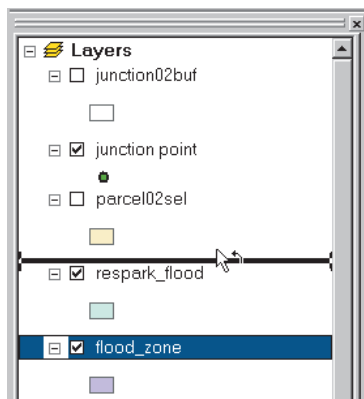 Layers
junction02buf
junction point
parcel02sel
respark_flood
flood_zone